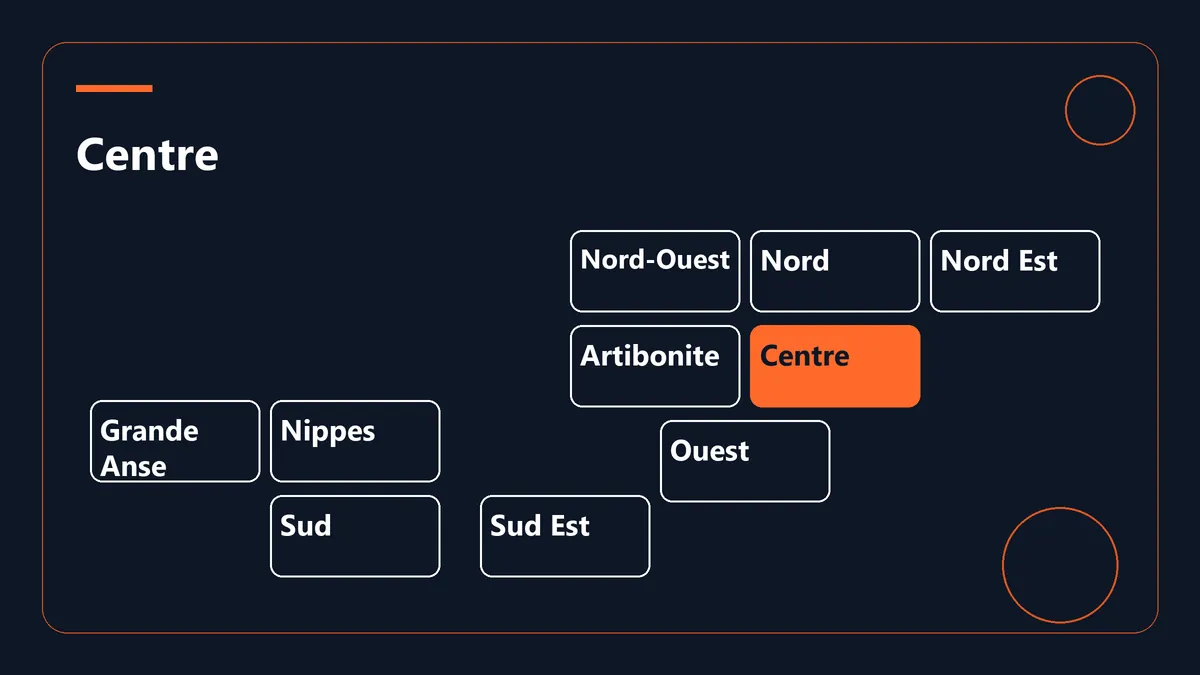 Centre
Nord-Ouest
Nord
Nord Est
Artibonite
Centre
Grande
Anse
Nippes
Ouest
Sud
Sud Est